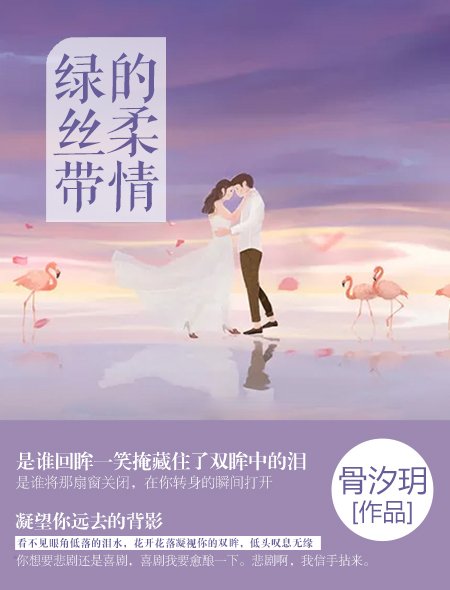 绿的
丝柔
带情
是谁回眸一笑掩藏住了双眸中的泪
是谁将那扇窗关闭，在你转身的瞬间打开
骨汐玥
[作品]
凝望你远去的背影
看不见眼角低落的泪水，花开花落凝视你的双眸，低头叹息无缘
你想要悲剧还是喜剧，喜剧我要愈酿一下。悲剧啊，我信手拈来。